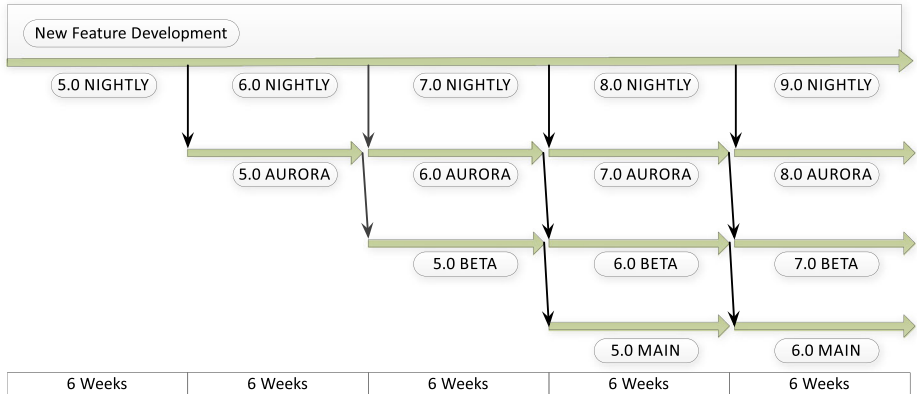 New Feature Development
5.0 NIGHTLY
6.0 NIGHTLY
7.0 NIGHTLY
8.0 NIGHTLY
9.0 NIGHTLY
5.0 AURORA
6.0 AURORA
7.0 AURORA
8.0 AURORA
5.0 BETA
6.0 BETA
7.0 BETA
5.0 MAIN
6.0 MAIN
6 Weeks
6 Weeks
6 Weeks
6 Weeks
6 Weeks